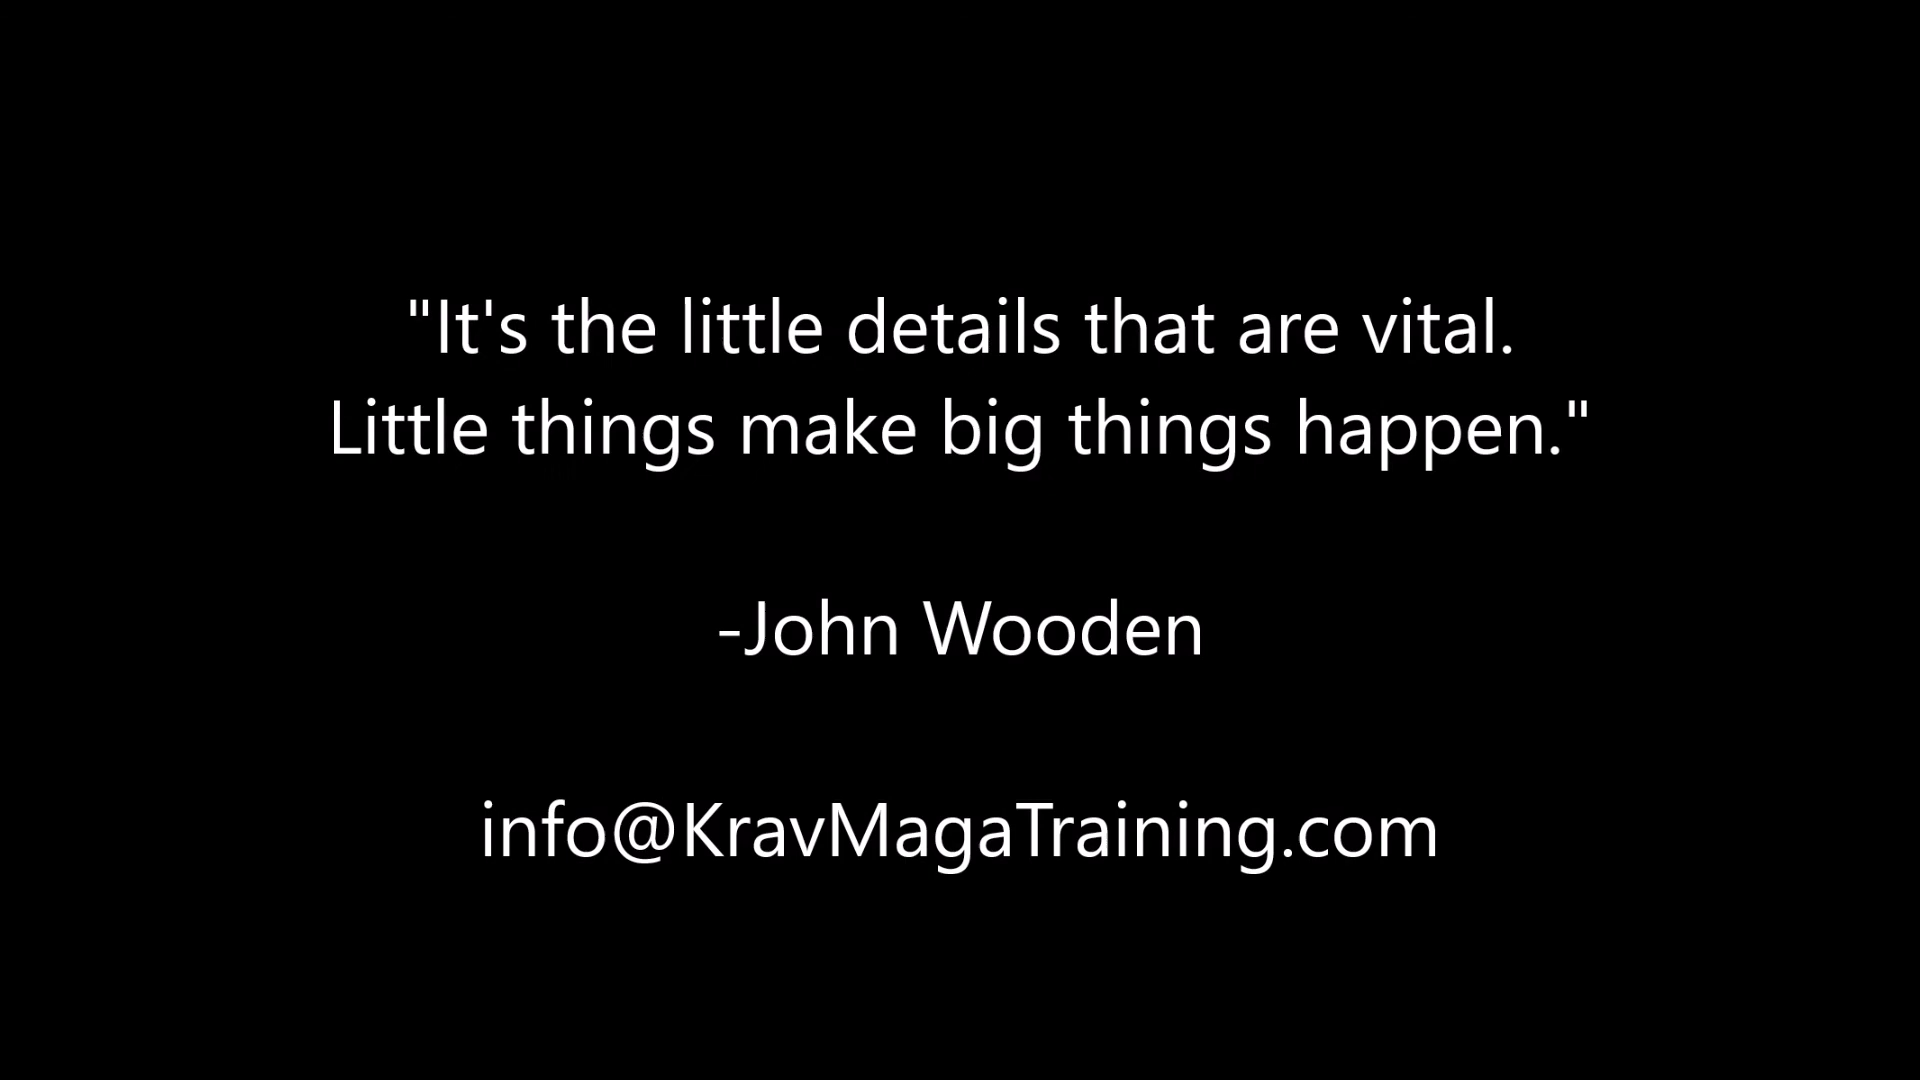 "It's the little details that are vital.
Little things make big things happen."
-John Wooden
info@KravMagaTraining.com